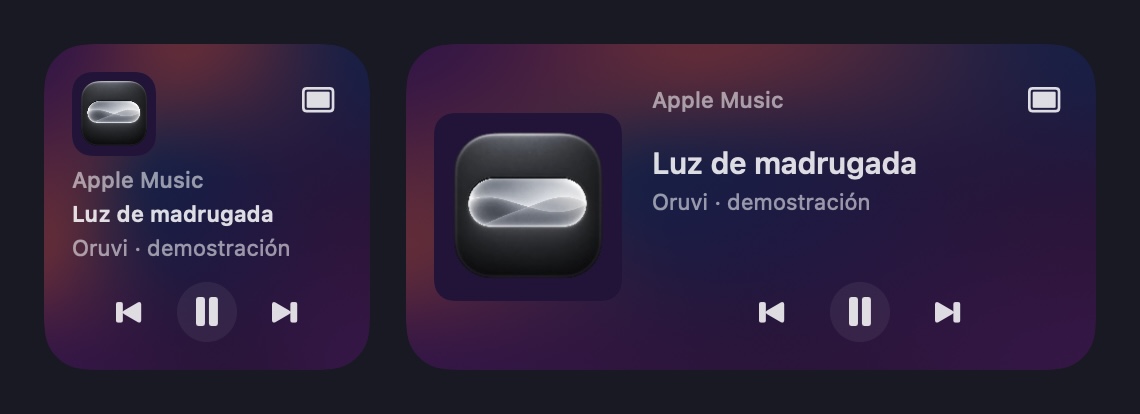 Apple Music
Luz de madrugada
Oruvi · demostración
Apple Music
Luz de madrugada
Oruvi · demostración